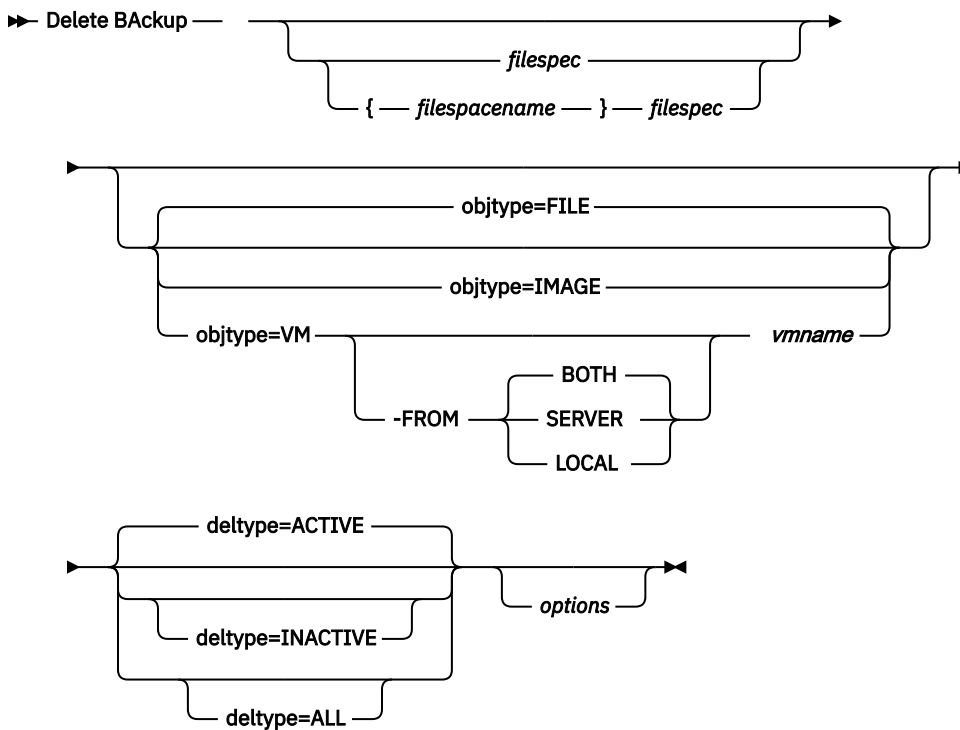 Delete BAckup
filespec
{ filespacename } filespec
objtype=FILE
objtype=IMAGE
objtype=VM vmname
BOTH
-FROM SERVER
LOCAL
deltype=ACTIVE
options
deltype=INACTIVE
deltype=ALL